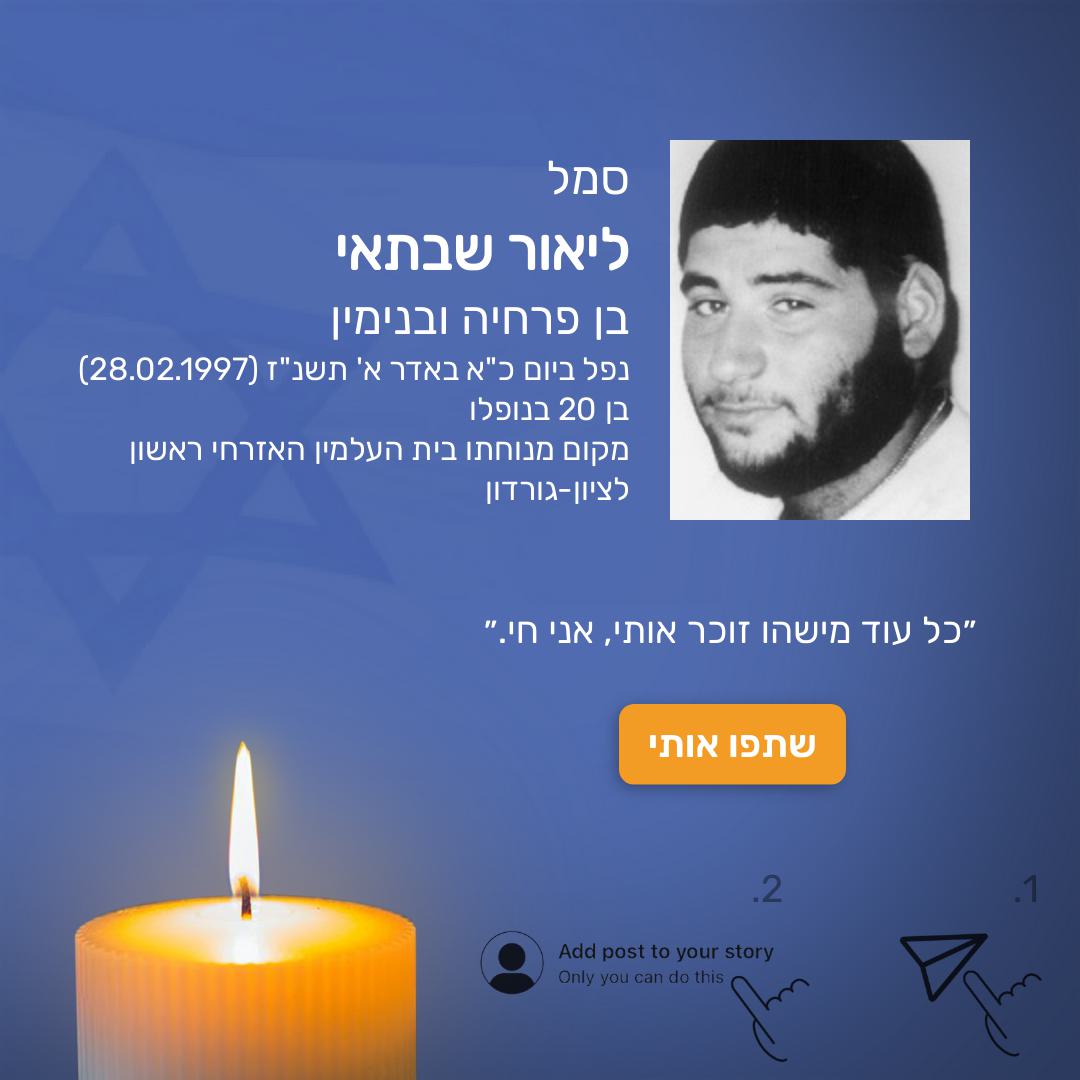 סמל
ליאור שבתאי
בן פרחיה ובנימין
נפל ביום כ"א באדר א' תשנ"ז (28.02.1997)
בן 20 בנופלו
מקום מנוחתו בית העלמין האזרחי ראשון
לציון-גורדון
"כל עוד מישהו זוכר אותי, אני חי."
שתפו אותי
.1
.2
Add post to your story
Only you can do this